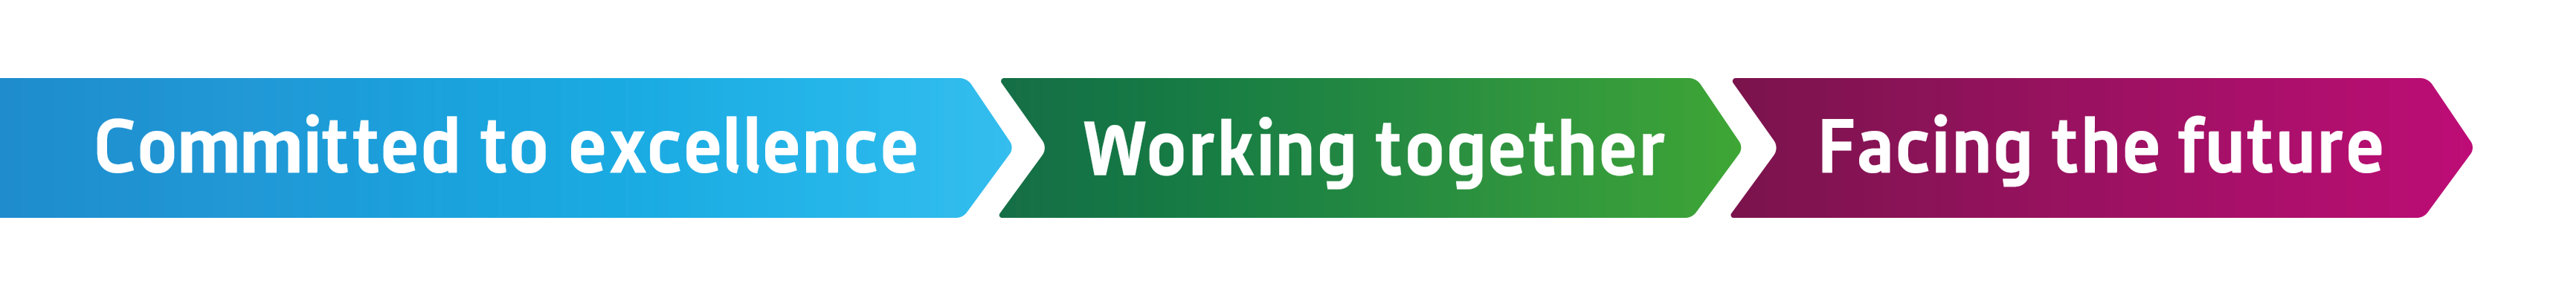 Committed to excellence
Working together
Facing the future